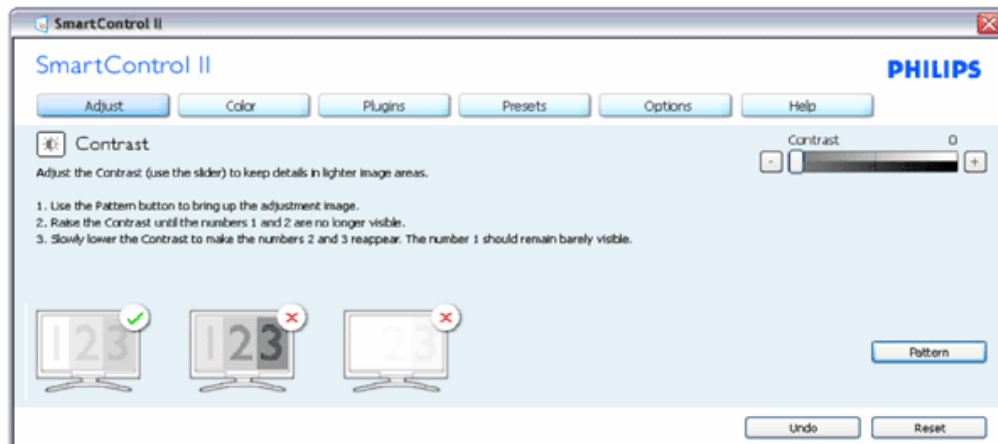 SmartControl II
SmartControl II
PHILIPS
Adjust Color Plugins Presets Options Help
Contrast
Contrast 0
- +
Adjust the Contrast (use the slider) to keep details in lighter image areas.
1. Use the Pattern button to bring up the adjustment image.
2. Raise the Contrast until the numbers 1 and 2 are no longer visible.
3. Slowly lower the Contrast to make the numbers 2 and 3 reappear. The number 1 should remain barely visible.
123 123 23
Pattern
Undo Reset